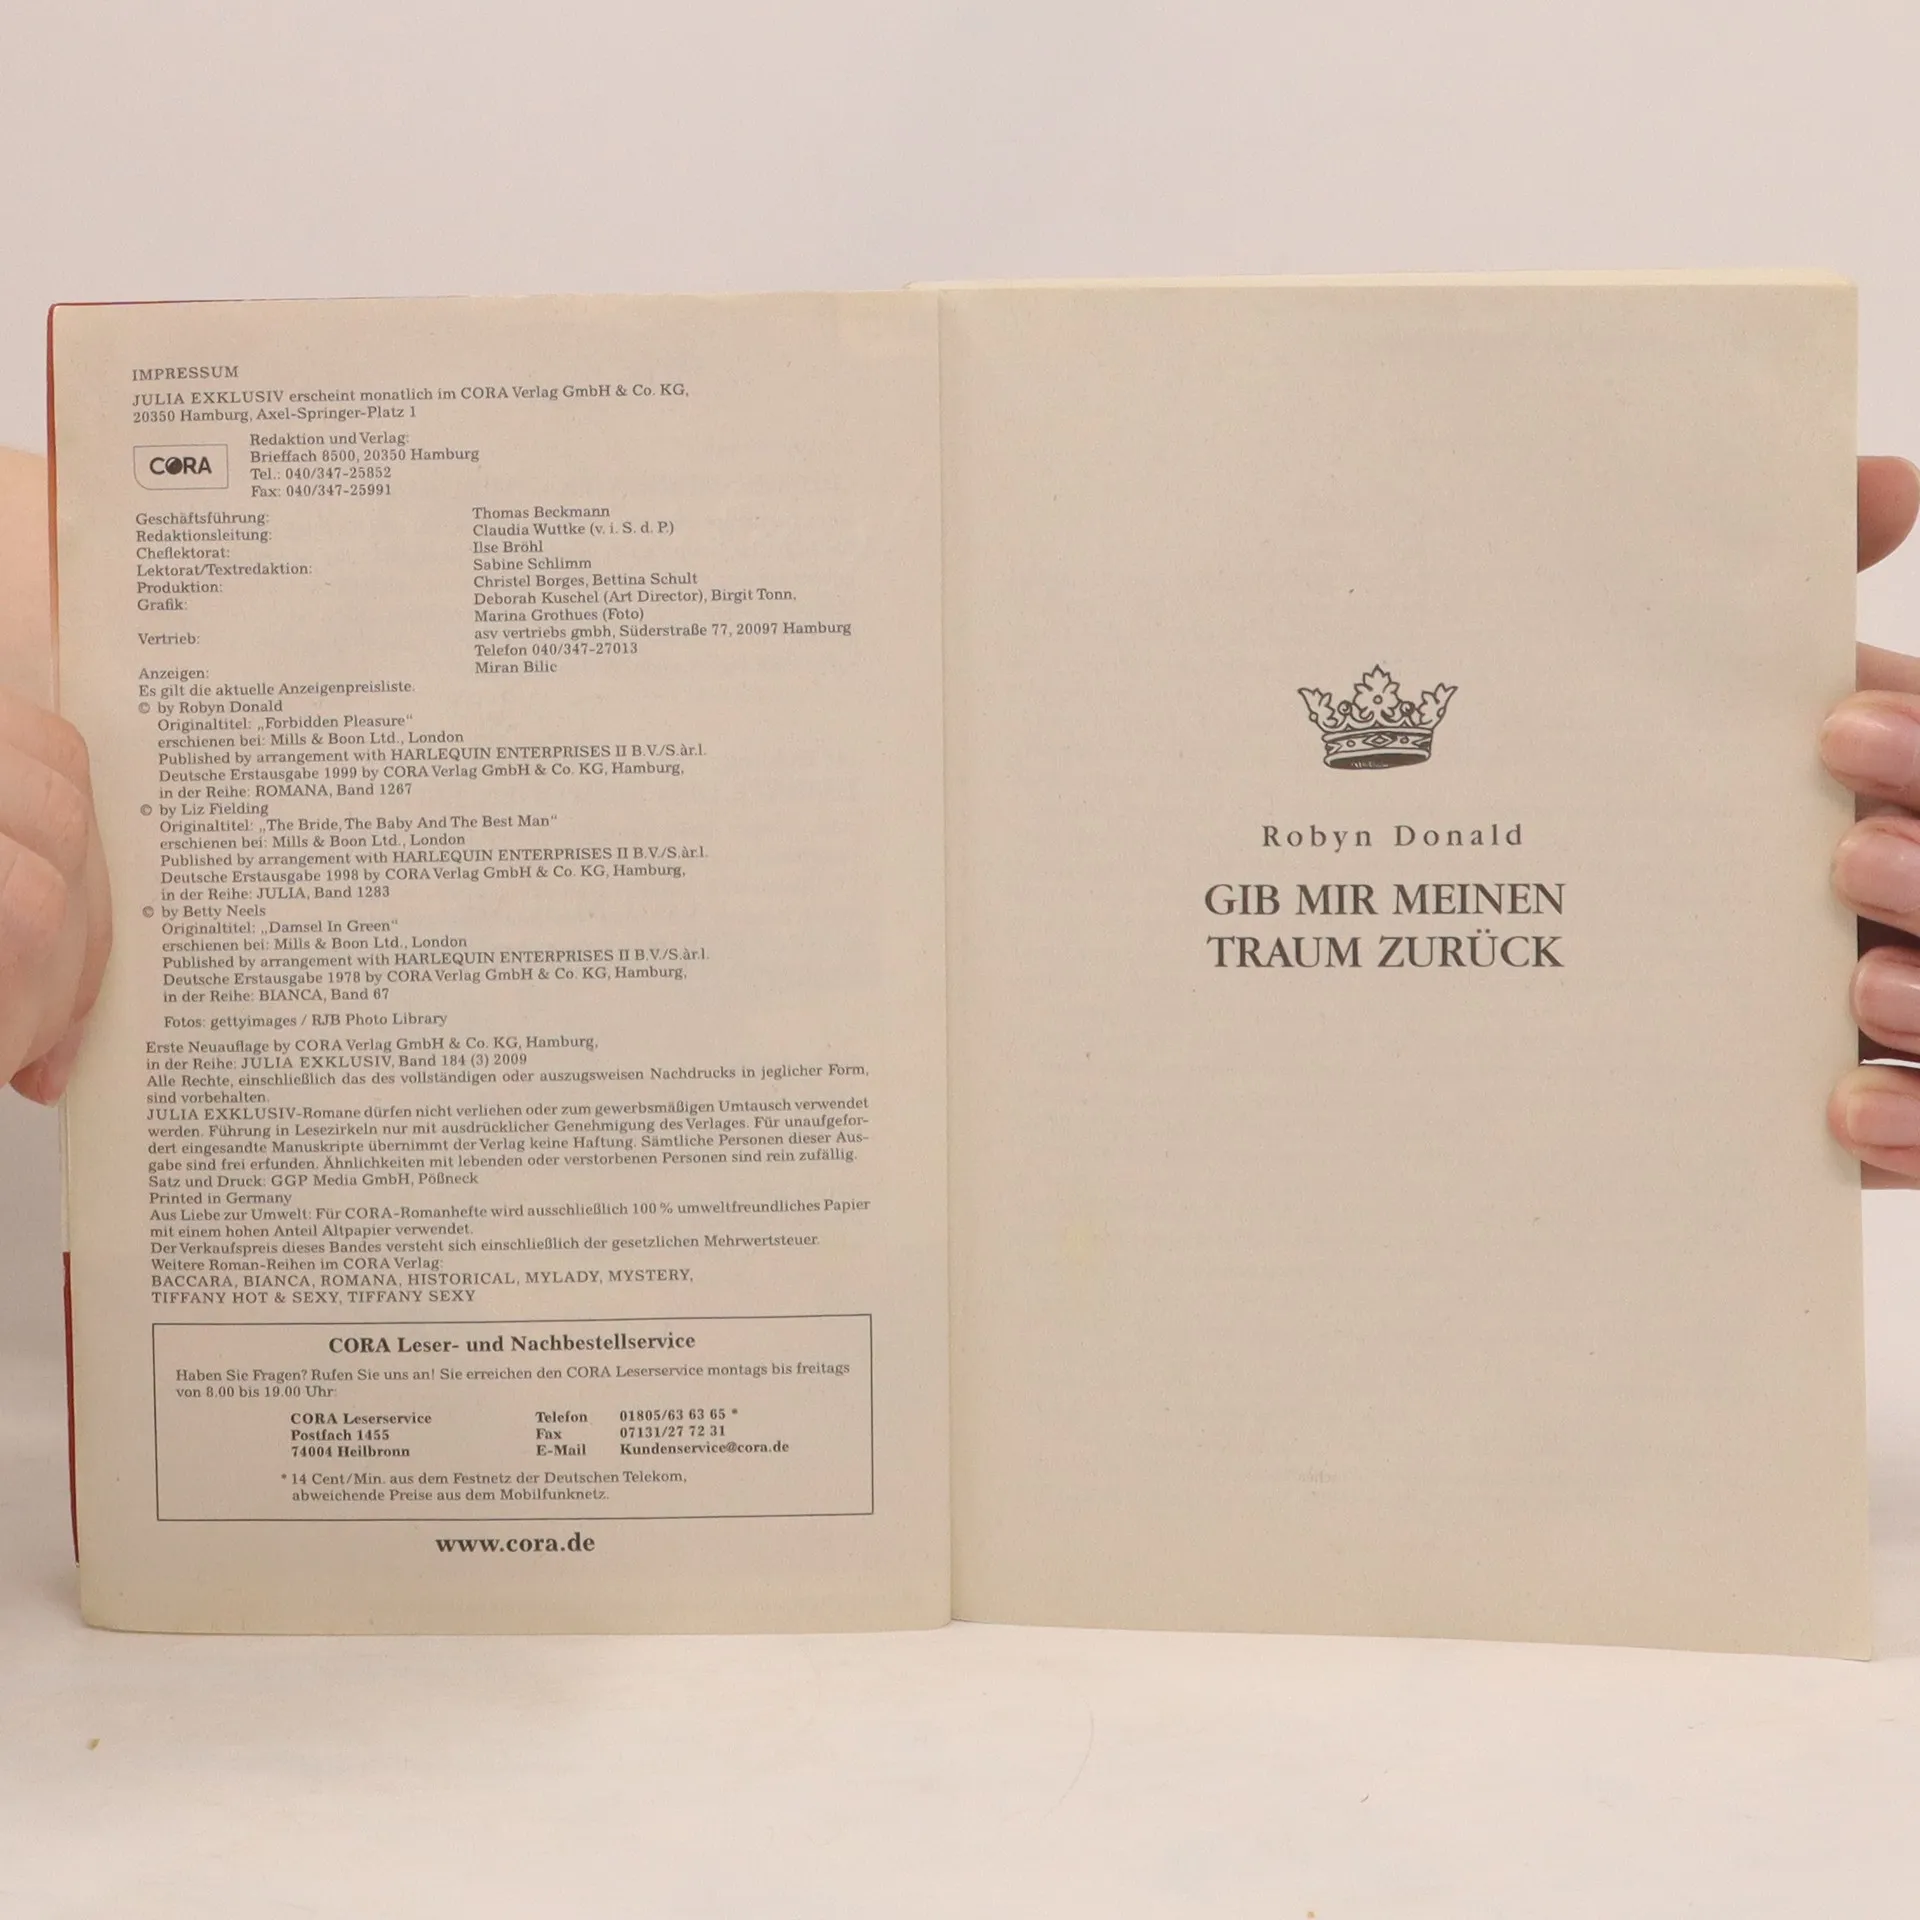 IMPRESSUM
JULIA EXKLUSIV erscheint monatlich im CORA Verlag GmbH & Co. KG,
20350 Hamburg, Axel-Springer-Platz 1
CORA
Redaktion und Verlag:
Brieffach 8500, 20350 Hamburg
Tel.: 040/347-25852
Fax: 040/347-25991
Geschäftsführung: Thomas Beckmann
Redaktionsleitung: Claudia Wuttke (v. i. S. d. P.)
Cheflektorat: Ilse Bröhl
Lektorat/Textredaktion: Sabine Schlimm
Produktion: Christel Borges, Bettina Schult
Grafik: Deborah Kuschel (Art Director), Birgit Tonn,
Marina Grothues (Foto)
Vertrieb: asv vertriebs gmbh, Süderstraße 77, 20097 Hamburg
Telefon 040/347-27013
Anzeigen: Miran Bilic
Es gilt die aktuelle Anzeigenpreisliste.
© by Robyn Donald
Originaltitel: „Forbidden Pleasure“
erschienen bei: Mills & Boon Ltd., London
Published by arrangement with HARLEQUIN ENTERPRISES II B.V./S.àr.l.
Deutsche Erstausgabe 1999 by CORA Verlag GmbH & Co. KG, Hamburg,
in der Reihe: ROMANA, Band 1267
© by Liz Fielding
Originaltitel: „The Bride, The Baby And The Best Man“
erschienen bei: Mills & Boon Ltd., London
Published by arrangement with HARLEQUIN ENTERPRISES II B.V./S.àr.l.
Deutsche Erstausgabe 1998 by CORA Verlag GmbH & Co. KG, Hamburg,
in der Reihe: JULIA, Band 1283
© by Betty Neels
Originaltitel: „Damsel In Green“
erschienen bei: Mills & Boon Ltd., London
Published by arrangement with HARLEQUIN ENTERPRISES II B.V./S.àr.l.
Deutsche Erstausgabe 1978 by CORA Verlag GmbH & Co. KG, Hamburg,
in der Reihe: BIANCA, Band 67
Fotos: gettyimages / RJB Photo Library
Erste Neuauflage by CORA Verlag GmbH & Co. KG, Hamburg,
in der Reihe: JULIA EXKLUSIV, Band 184 (3) 2009
Alle Rechte, einschließlich das des vollständigen oder auszugsweisen Nachdrucks in jeglicher Form,
sind vorbehalten.
JULIA EXKLUSIV-Romane dürfen nicht verliehen oder zum gewerbsmäßigen Umtausch verwendet
werden. Führung in Lesezirkeln nur mit ausdrücklicher Genehmigung des Verlages. Für unaufgefor-
dert eingesandte Manuskripte übernimmt der Verlag keine Haftung. Sämtliche Personen dieser Aus-
gabe sind frei erfunden. Ähnlichkeiten mit lebenden oder verstorbenen Personen sind rein zufällig.
Satz und Druck: GGP Media GmbH, Pößneck
Printed in Germany
Aus Liebe zur Umwelt: Für CORA-Romanhefte wird ausschließlich 100 % umweltfreundliches Papier
mit einem hohen Anteil Altpapier verwendet.
Der Verkaufspreis dieses Bandes versteht sich einschließlich der gesetzlichen Mehrwertsteuer.
Weitere Roman-Reihen im CORA Verlag:
BACCARA, BIANCA, ROMANA, HISTORICAL, MYLADY, MYSTERY,
TIFFANY HOT & SEXY, TIFFANY SEXY
CORA Leser- und Nachbestellservice
Haben Sie Fragen? Rufen Sie uns an! Sie erreichen den CORA Leserservice montags bis freitags
von 8.00 bis 19.00 Uhr:
CORA Leserservice Telefon 01805/63 63 65 *
Postfach 1455 Fax 07131/27 72 31
74004 Heilbronn E-Mail Kundenservice@cora.de
* 14 Cent/Min. aus dem Festnetz der Deutschen Telekom,
abweichende Preise aus dem Mobilfunknetz.
www.cora.de
Robyn Donald
GIB MIR MEINEN
TRAUM ZURÜCK